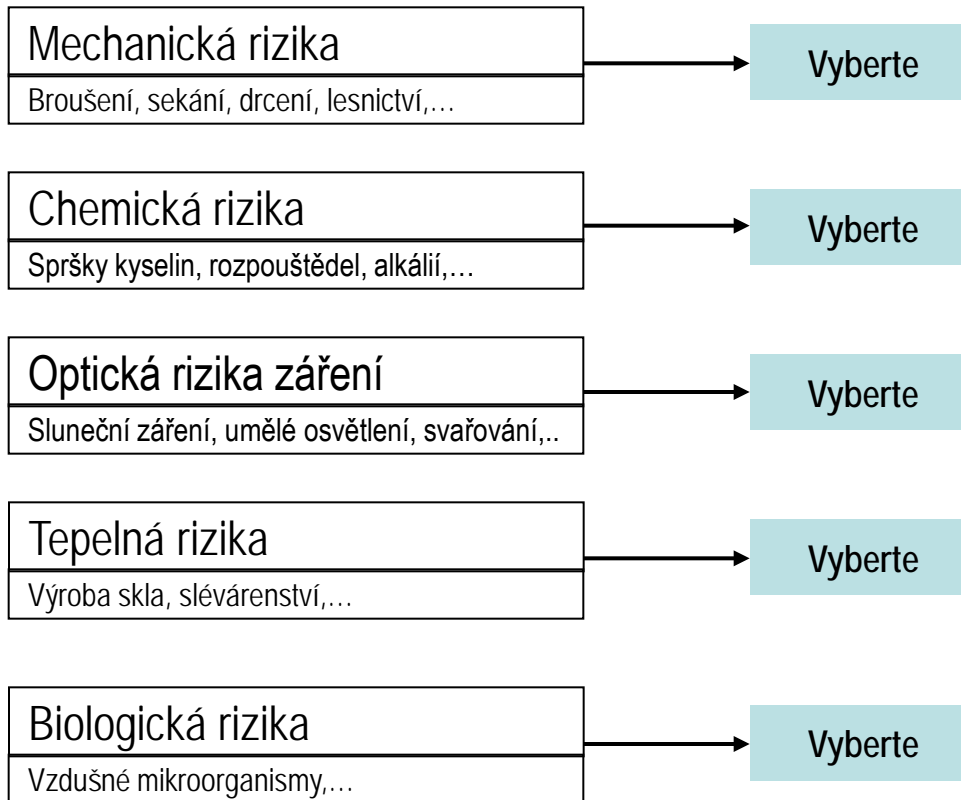 Mechanická rizika
Vyberte
Broušení, sekání, drcení, lesnictví,…
Chemická rizika
Vyberte
Spršky kyselin, rozpouštědel, alkálií,…
Optická rizika záření
Vyberte
Sluneční záření, umělé osvětlení, svařování,..
Tepelná rizika
Vyberte
Výroba skla, slévárenství,…
Biologická rizika
Vyberte
Vzdušné mikroorganismy,…